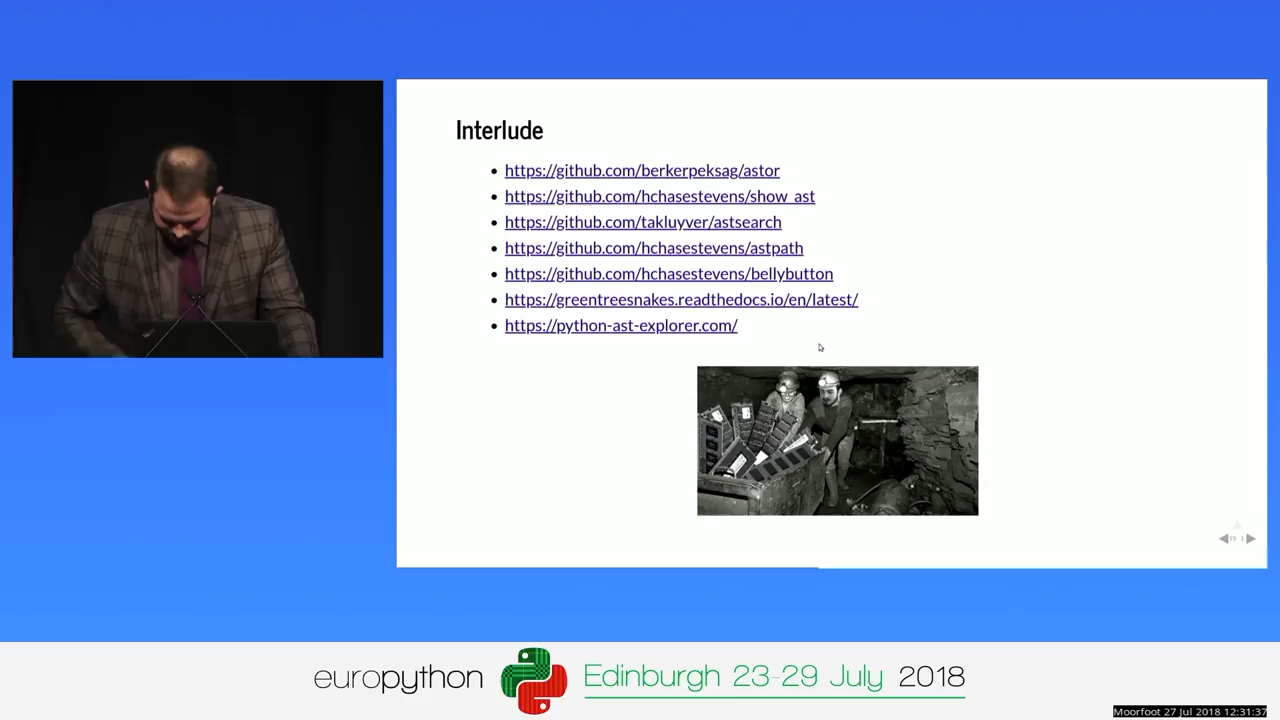 Interlude
https://github.com/berkerpeksag/astor
https://github.com/hchasestevens/show_ast
https://github.com/takluyver/astsearch
https://github.com/hchasestevens/astpath
https://github.com/hchasestevens/bellybutton
https://greentreesnakes.readthedocs.io/en/latest/
https://python-ast-explorer.com/
19 1
europython Edinburgh 23-29 July 2018
Moorfoot 27 Jul 2018 12:31:37